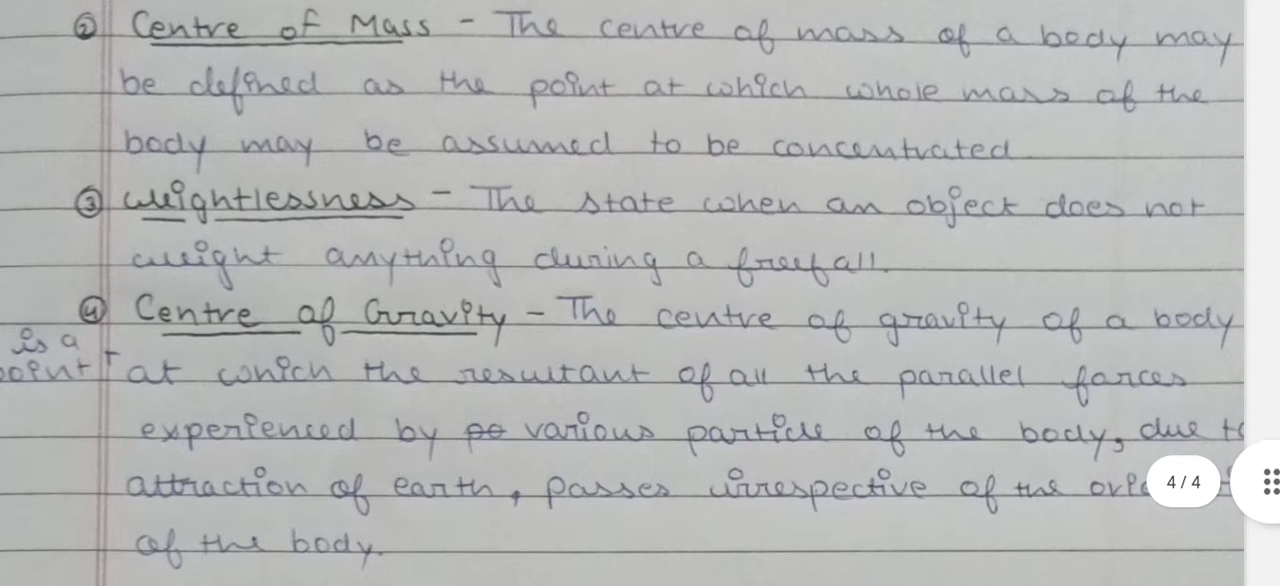 ② Centre of Mass - The centre of mass of a body may
be defined as the point at which whole mass of the
body may be assumed to be concentrated
③ Weightlessness - The state when an object does not
weight anything during a freefall.
④ Centre of Gravity - The centre of gravity of a body
is a
point at which the resultant of all the parallel forces
experienced by various particle of the body, due to
attraction of earth, passes irrespective of the
of the body.
4/4